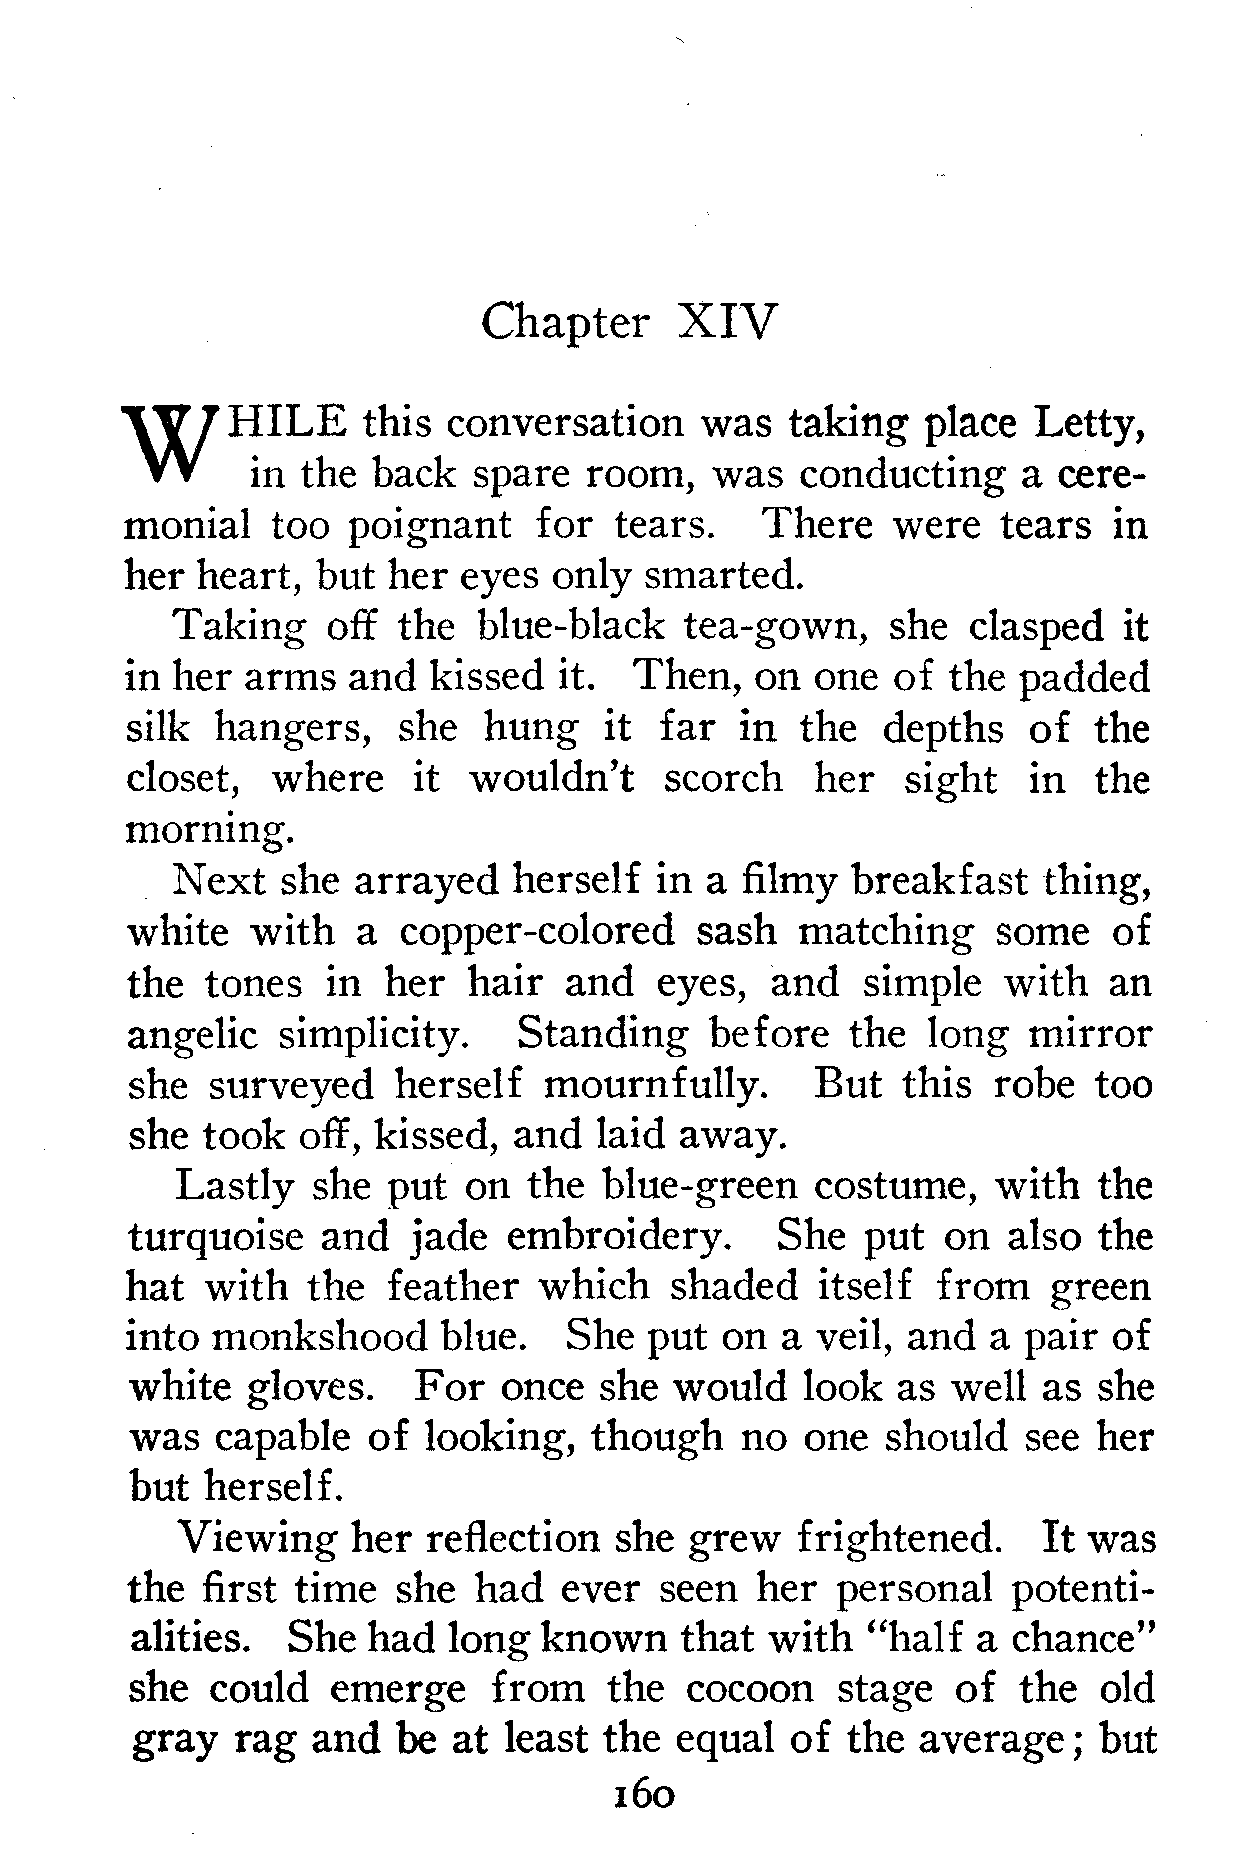 Chapter XIV
WHILE this conversation was taking place Letty,
in the back spare room, was conducting a cere-
monial too poignant for tears. There were tears in
her heart, but her eyes only smarted.
Taking off the blue-black tea-gown, she clasped it
in her arms and kissed it. Then, on one of the padded
silk hangers, she hung it far in the depths of the
closet, where it wouldn't scorch her sight in the
morning.
Next she arrayed herself in a filmy breakfast thing,
white with a copper-colored sash matching some of
the tones in her hair and eyes, and simple with an
angelic simplicity. Standing before the long mirror
she surveyed herself mournfully. But this robe too
she took off, kissed, and laid away.
Lastly she put on the blue-green costume, with the
turquoise and jade embroidery. She put on also the
hat with the feather which shaded itself from green
into monkshood blue. She put on a veil, and a pair of
white gloves. For once she would look as well as she
was capable of looking, though no one should see her
but herself.
Viewing her reflection she grew frightened. It was
the first time she had ever seen her personal potenti-
alities. She had long known that with "half a chance"
she could emerge from the cocoon stage of the old
gray rag and be at least the equal of the average; but
160